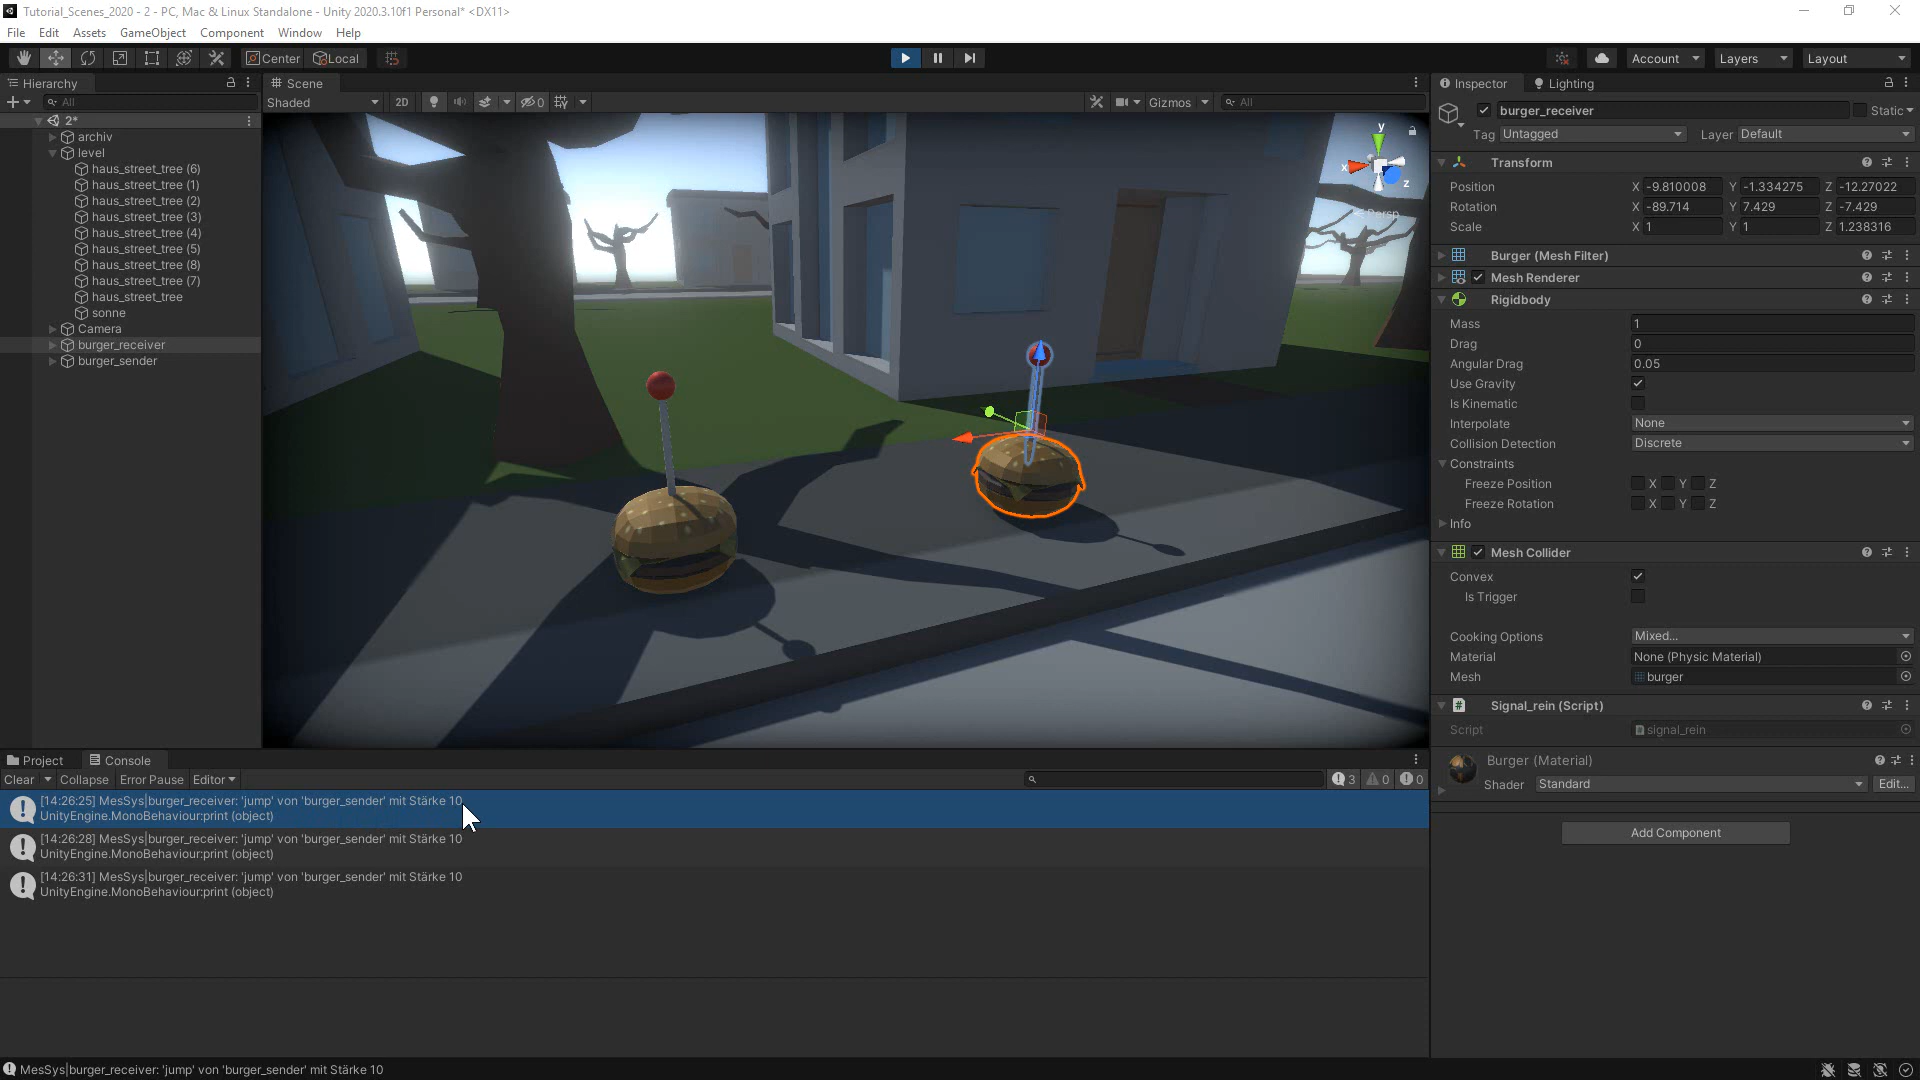 Tutorial_Scenes_2020 - 2 - PC, Mac & Linux Standalone - Unity 2020.3.10f1 Personal* <DX11>
File Edit Assets GameObject Component Window Help
Center Local Account Layers Layout
Hierarchy
All
2*
archiv
level
haus_street_tree (6)
haus_street_tree (1)
haus_street_tree (2)
haus_street_tree (3)
haus_street_tree (4)
haus_street_tree (5)
haus_street_tree (8)
haus_street_tree (7)
haus_street_tree
sonne
Camera
burger_receiver
burger_sender
Scene
Shaded 2D 0 Gizmos All
y
x
z
Persp
Inspector Lighting
burger_receiver Static
Tag Untagged Layer Default
Transform
Position X -9.810008 Y -1.334275 Z -12.27022
Rotation X -89.714 Y 7.429 Z -7.429
Scale X 1 Y 1 Z 1.238316
Burger (Mesh Filter)
Mesh Renderer
Rigidbody
Mass 1
Drag 0
Angular Drag 0.05
Use Gravity
Is Kinematic
Interpolate None
Collision Detection Discrete
Constraints
Freeze Position X Y Z
Freeze Rotation X Y Z
Info
Mesh Collider
Convex
Is Trigger
Cooking Options Mixed...
Material None (Physic Material)
Mesh burger
Signal_rein (Script)
Script signal_rein
Burger (Material)
Shader Standard Edit...
Add Component
Project Console
Clear Collapse Error Pause Editor 3 0 0
[14:26:25] MesSys|burger_receiver: 'jump' von 'burger_sender' mit Stärke 10
UnityEngine.MonoBehaviour:print (object)
[14:26:28] MesSys|burger_receiver: 'jump' von 'burger_sender' mit Stärke 10
UnityEngine.MonoBehaviour:print (object)
[14:26:31] MesSys|burger_receiver: 'jump' von 'burger_sender' mit Stärke 10
UnityEngine.MonoBehaviour:print (object)
MesSys|burger_receiver: 'jump' von 'burger_sender' mit Stärke 10